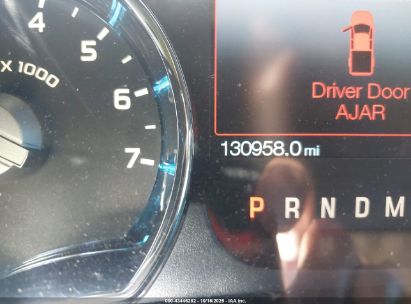 4
5
x 1000
6
7
Driver Door
AJAR
130958.0 mi
P R N D M